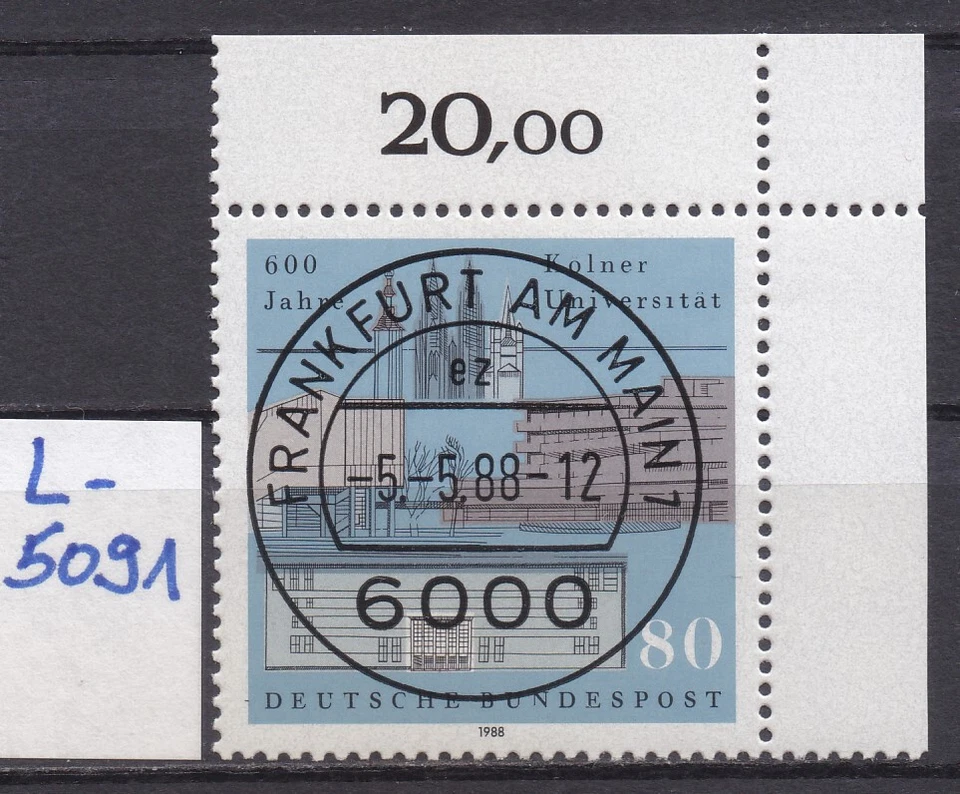 20,00
600 Kölner
Jahre Universität
FRANKFURT AM MAIN 1
ez
-5.-5.88-12
6000
80
DEUTSCHE BUNDESPOST
1988
L-
5091